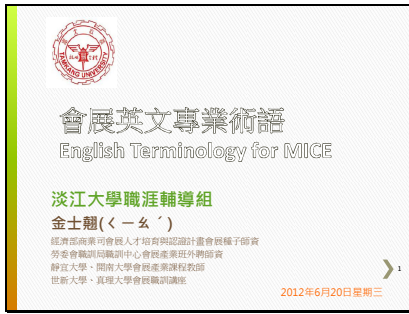 TAMKANG UNIVERSITY
會展英文專業術語
English Terminology for MICE
淡江大學職涯輔導組
金士翹(ㄑㄧㄠˊ)
經濟部商業司會展人才培育與認證計畫會展種子師資
勞委會職訓局職訓中心會展產業班外聘師資
靜宜大學、開南大學會展產業課程教師
世新大學、真理大學會展職訓講座
1
2012年6月20日星期三